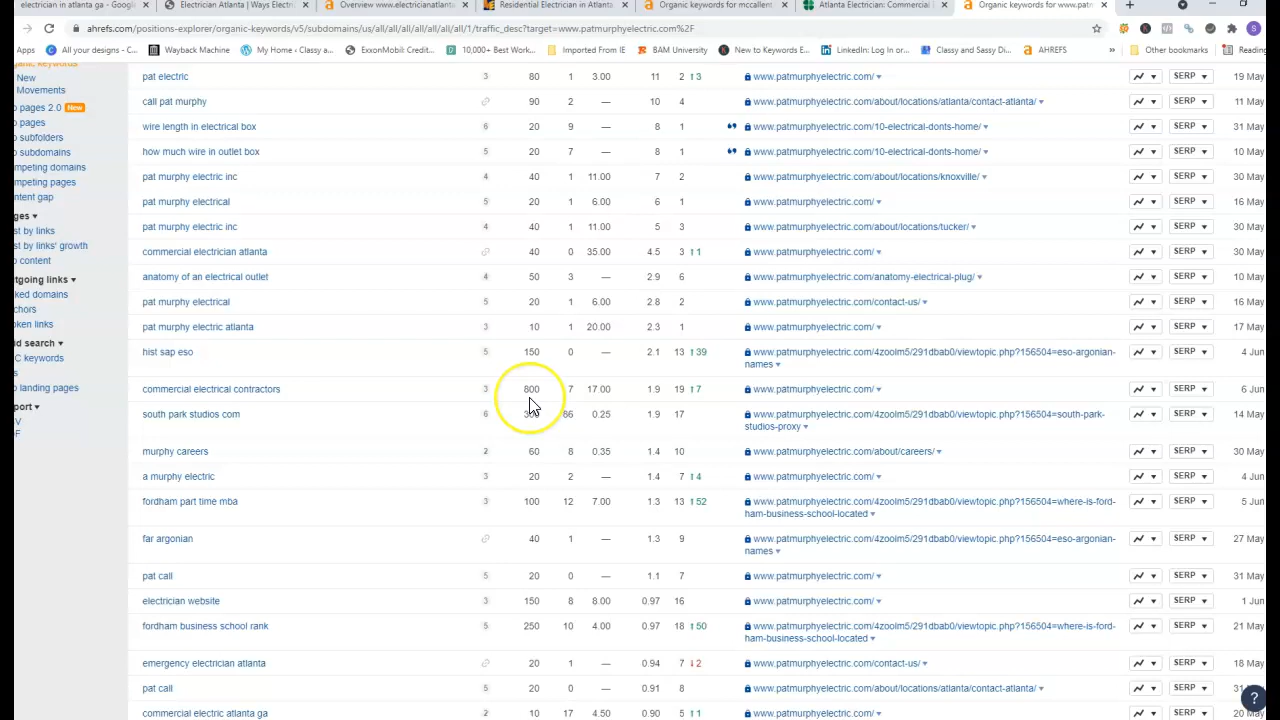 electrician in atlanta ga - Goog Electrician Atlanta | Ways Electri Overview www.electricianatlant Residential Electrician in Atlanta Organic keywords for mccallent Atlanta Electrician: Commercial Organic keywords for www.patm
ahrefs.com/positions-explorer/organic-keywords/v5/subdomains/us/all/all/all/all/all/all/1/traffic_desc?target=www.patmurphyelectric.com%2F
Apps All your designs - C... Wayback Machine My Home - Classy a... ExxonMobil Credit... 10,000+ Best Work... Imported From IE BAM University New to Keywords E... LinkedIn: Log In or... Classy and Sassy Di... AHREFS » Other bookmarks Reading
organic keywords
New
Movements
p pages 2.0 New
p pages
p subfolders
p subdomains
mpeting domains
mpeting pages
ntent gap
ges
st by links
st by links' growth
p content
tgoing links
ked domains
chors
oken links
id search
C keywords
s
p landing pages
port
V
F
pat electric 3 80 1 3.00 11 2 ↑3 www.patmurphyelectric.com/ SERP 19 May
call pat murphy 90 2 — 10 4 www.patmurphyelectric.com/about/locations/atlanta/contact-atlanta/ SERP 11 May
wire length in electrical box 6 20 9 — 8 1 www.patmurphyelectric.com/10-electrical-donts-home/ SERP 31 May
how much wire in outlet box 5 20 7 — 8 1 www.patmurphyelectric.com/10-electrical-donts-home/ SERP 10 May
pat murphy electric inc 4 40 1 11.00 7 2 www.patmurphyelectric.com/about/locations/knoxville/ SERP 30 May
pat murphy electrical 5 20 1 6.00 6 1 www.patmurphyelectric.com/ SERP 16 May
pat murphy electric inc 4 40 1 11.00 5 3 www.patmurphyelectric.com/about/locations/tucker/ SERP 30 May
commercial electrician atlanta 40 0 35.00 4.5 3 ↑1 www.patmurphyelectric.com/ SERP 30 May
anatomy of an electrical outlet 4 50 3 — 2.9 6 www.patmurphyelectric.com/anatomy-electrical-plug/ SERP 10 May
pat murphy electrical 5 20 1 6.00 2.8 2 www.patmurphyelectric.com/contact-us/ SERP 16 May
pat murphy electric atlanta 3 10 1 20.00 2.3 1 www.patmurphyelectric.com/ SERP 17 May
hist sap eso 5 150 0 — 2.1 13 ↑39 www.patmurphyelectric.com/4zoolm5/291dbab0/viewtopic.php?156504=eso-argonian- SERP 4 Jun
names
commercial electrical contractors 3 800 7 17.00 1.9 19 ↑7 www.patmurphyelectric.com/ SERP 6 Jun
south park studios com 6 86 0.25 1.9 17 www.patmurphyelectric.com/4zoolm5/291dbab0/viewtopic.php?156504=south-park- SERP 14 May
studios-proxy
murphy careers 2 60 8 0.35 1.4 10 www.patmurphyelectric.com/about/careers/ SERP 30 May
a murphy electric 3 20 2 — 1.4 7 ↑4 www.patmurphyelectric.com/ SERP 4 Jun
fordham part time mba 3 100 12 7.00 1.3 13 ↑52 www.patmurphyelectric.com/4zoolm5/291dbab0/viewtopic.php?156504=where-is-ford- SERP 5 Jun
ham-business-school-located
far argonian 40 1 — 1.3 9 www.patmurphyelectric.com/4zoolm5/291dbab0/viewtopic.php?156504=eso-argonian- SERP 27 May
names
pat call 5 20 0 — 1.1 7 www.patmurphyelectric.com/ SERP 31 May
electrician website 3 150 8 8.00 0.97 16 www.patmurphyelectric.com/ SERP 1 Jun
fordham business school rank 5 250 10 4.00 0.97 18 ↑50 www.patmurphyelectric.com/4zoolm5/291dbab0/viewtopic.php?156504=where-is-ford- SERP 21 May
ham-business-school-located
emergency electrician atlanta 20 1 — 0.94 7 ↓2 www.patmurphyelectric.com/contact-us/ SERP 18 May
pat call 5 20 0 — 0.91 8 www.patmurphyelectric.com/about/locations/atlanta/contact-atlanta/ SERP
commercial electric atlanta ga 2 10 17 4.50 0.90 5 ↑1 www.patmurphyelectric.com/ SERP 20 May